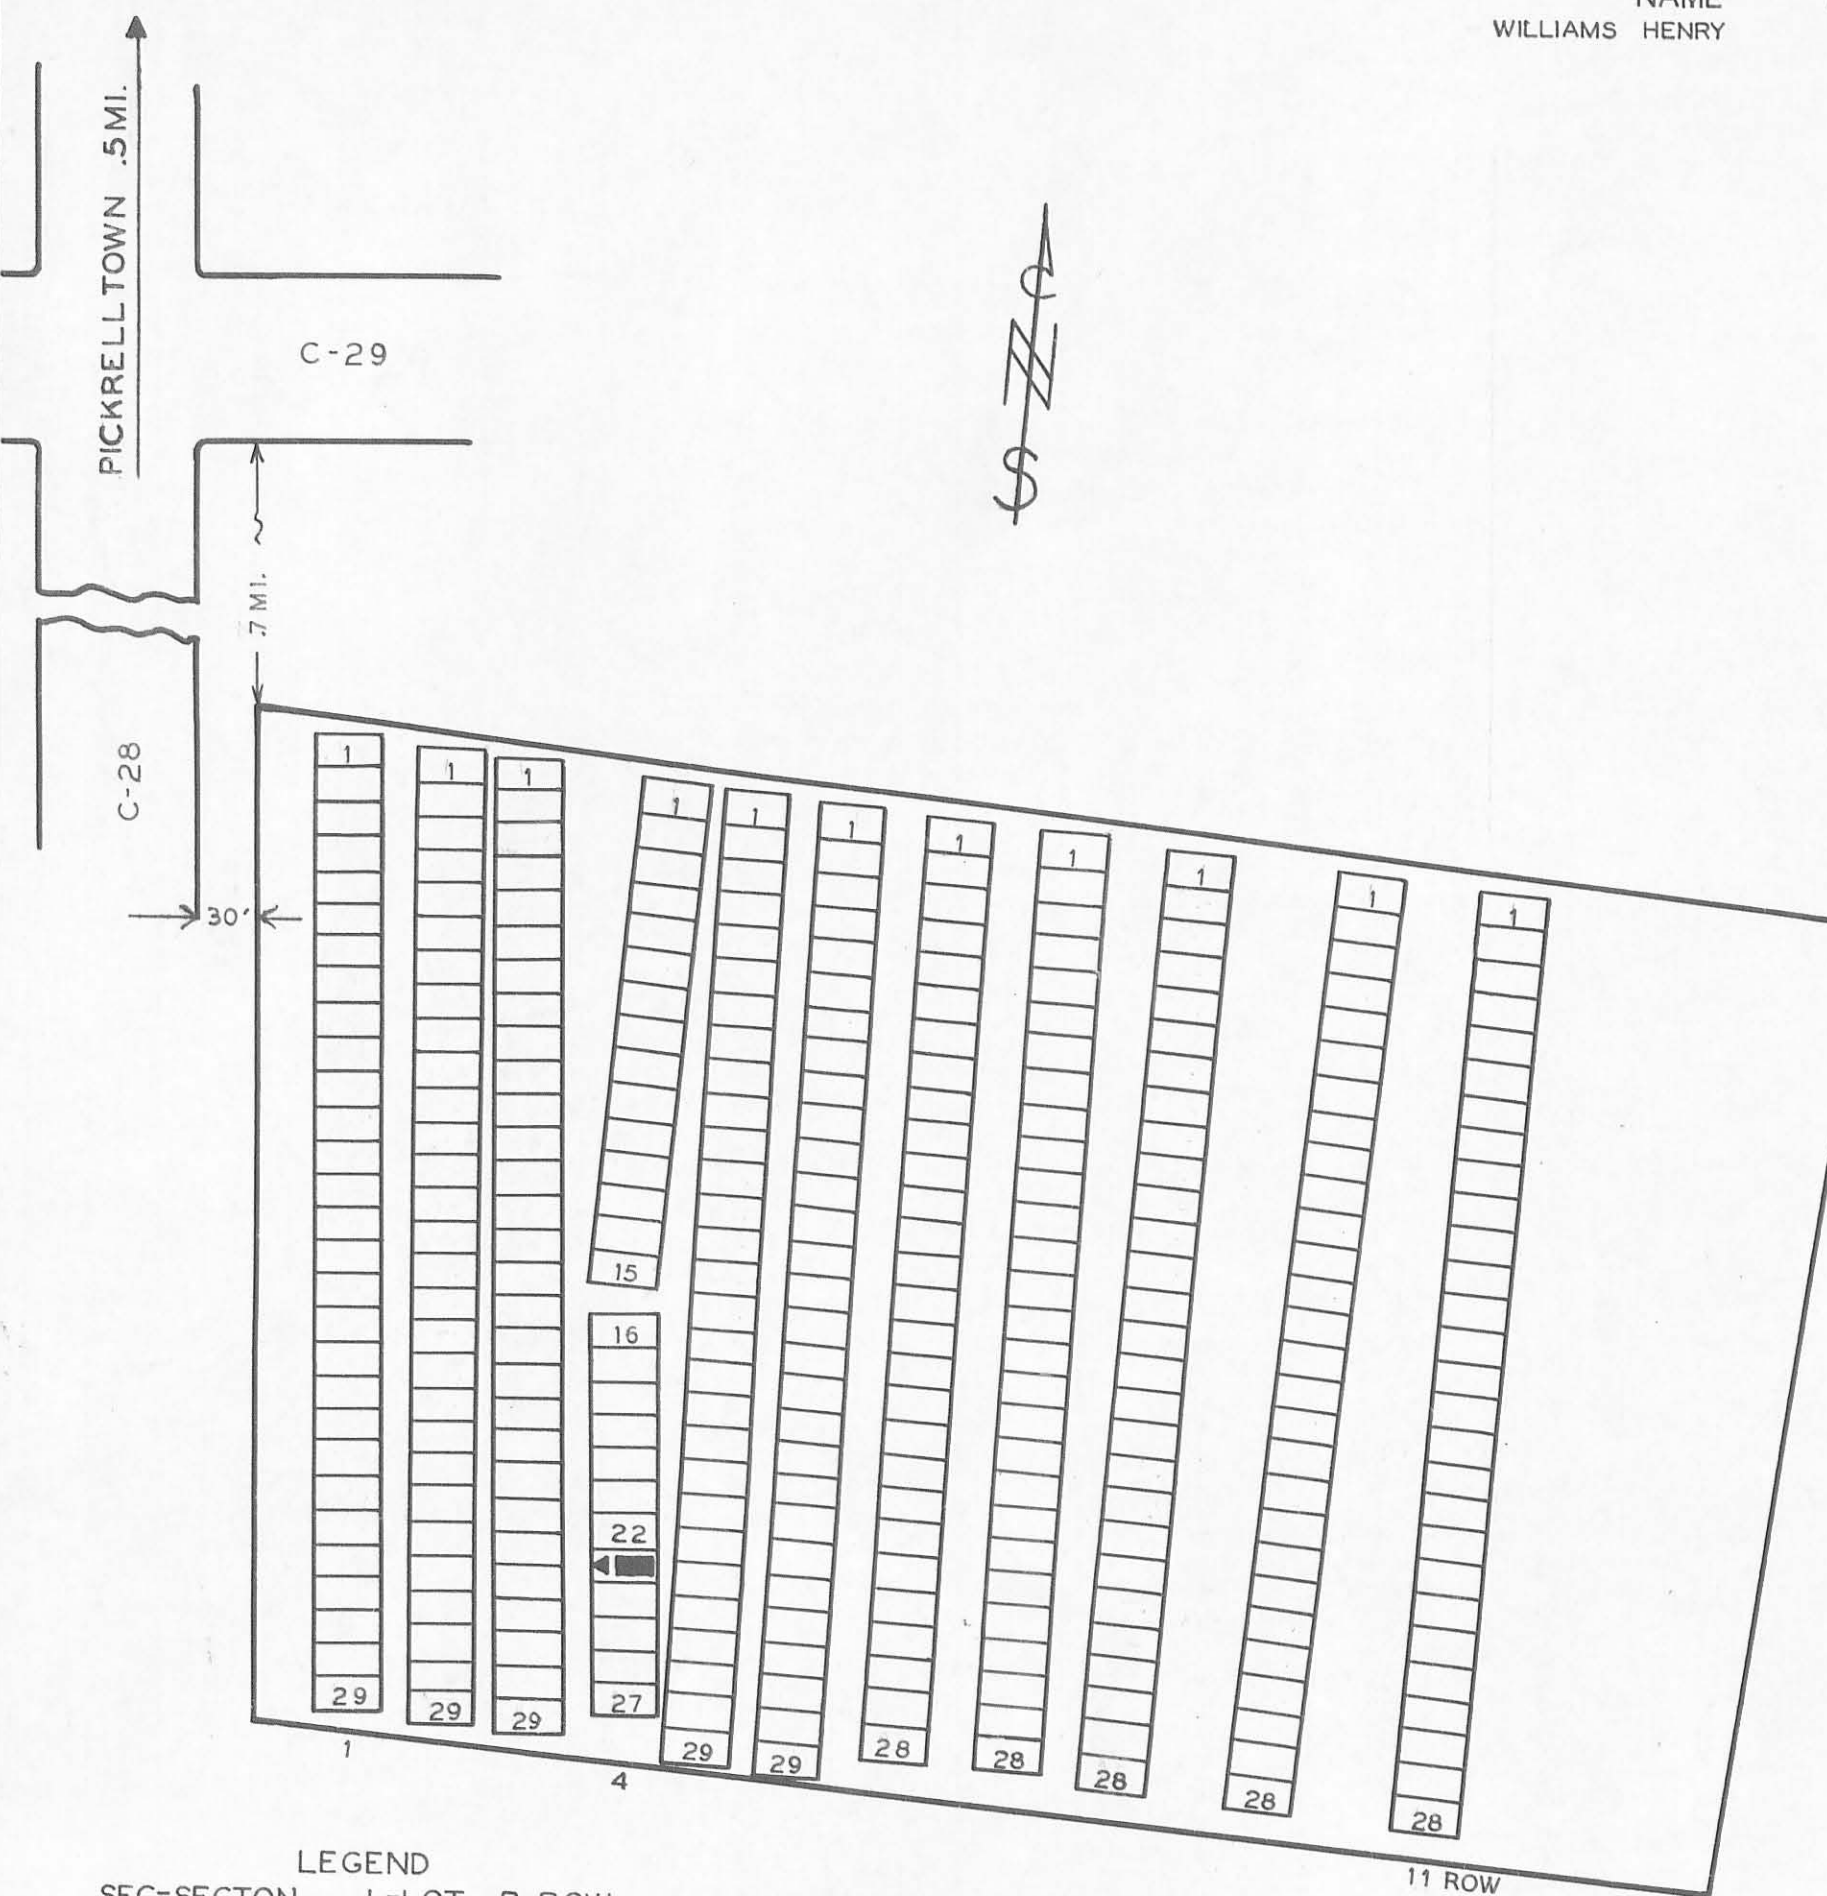 NAME
WILLIAMS HENRY
PICKRELLTOWN .5MI.
C-29
N
S
.7 MI.
C-28
30'
1 1 1 1 1 1 1 1 1 1 1
15
16
22
27
29 29 29 29 29 28 28 28 28 28
1
4
11 ROW
LEGEND